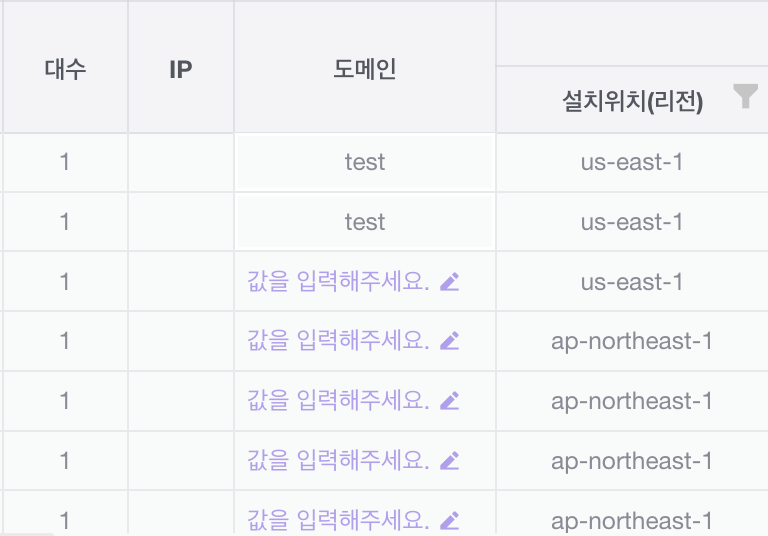 대수 IP 도메인
설치위치(리전)
1 test us-east-1
1 test us-east-1
1 값을 입력해주세요. us-east-1
1 값을 입력해주세요. ap-northeast-1
1 값을 입력해주세요. ap-northeast-1
1 값을 입력해주세요. ap-northeast-1
1 값을 입력해주세요. ap-northeast-1